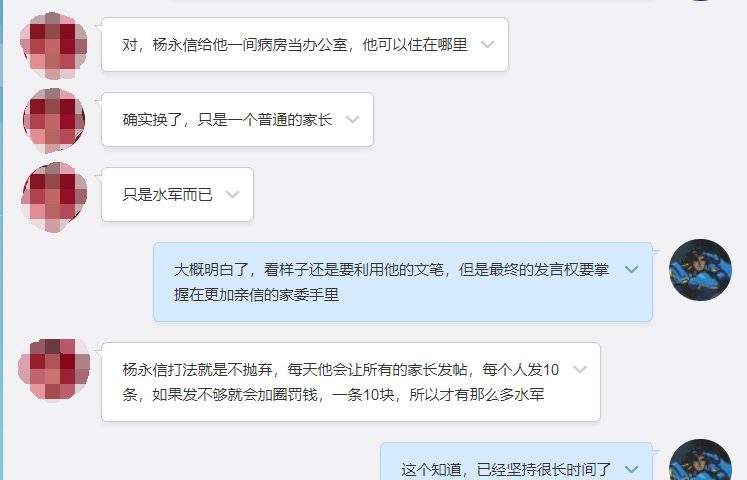 对，杨永信给他一间病房当办公室，他可以住在哪里
确实换了，只是一个普通的家长
只是水军而已
大概明白了，看样子还是要利用他的文笔，但是最终的发言权要掌
握在更加亲信的家委手里
杨永信打法就是不抛弃，每天他会让所有的家长发帖，每个人发10
条，如果发不够就会加圈罚钱，一条10块，所以才有那么多水军
这个知道，已经坚持很长时间了